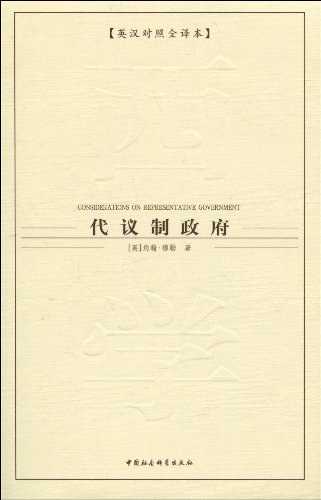 【英汉对照全译本】
CONSIDERATIONS ON REPRESENTATIVE GOVERNMENT
代议制政府
[英]约翰·穆勒 著
中国社会科学出版社